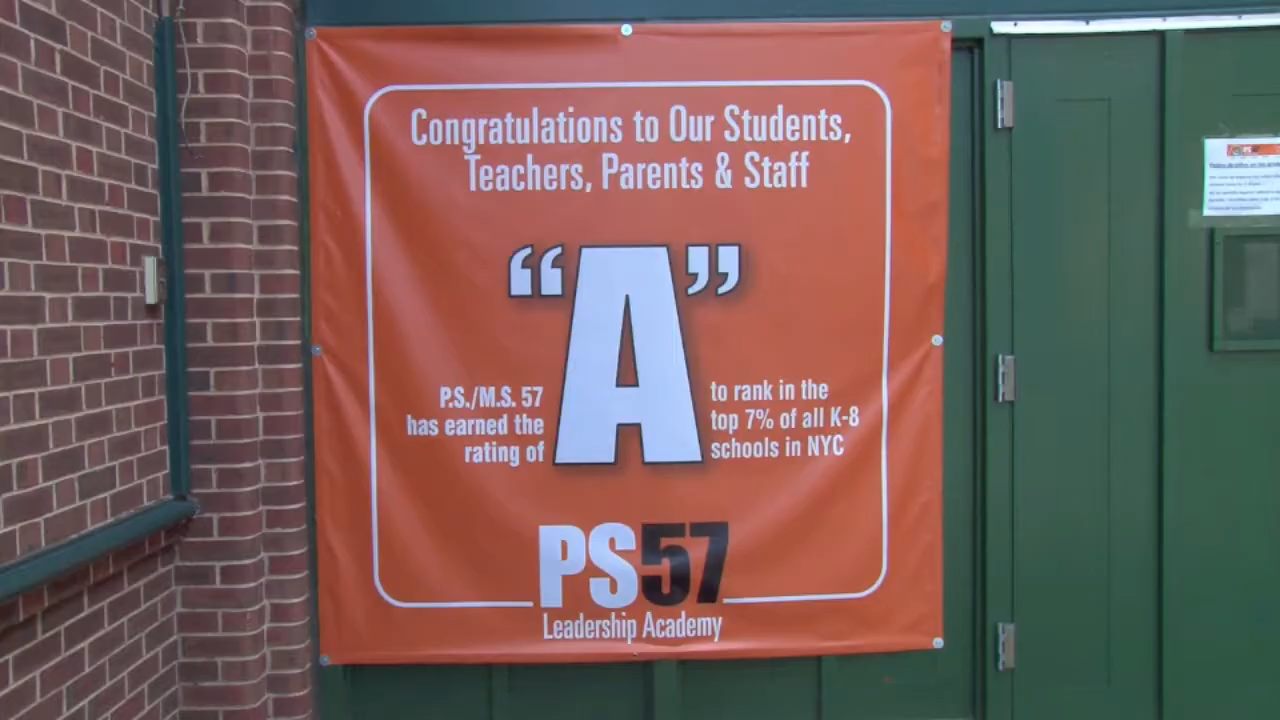 Congratulations to Our Students,
Teachers, Parents & Staff
“A”
P.S./M.S. 57
has earned the
rating of
to rank in the
top 7% of all K-8
schools in NYC
PS57
Leadership Academy